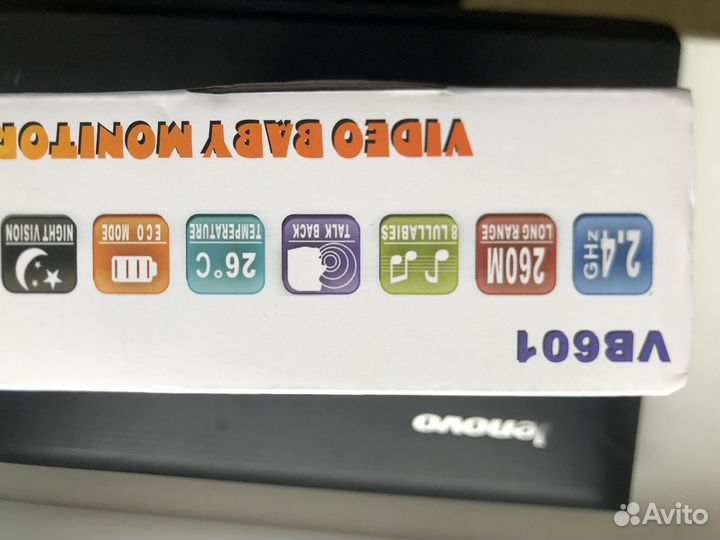 VB601
2.4 GHz
260M
LONG RANGE
8 LULLABIES
TALK BACK
26°C
TEMPERATURE
ECO MODE
NIGHT VISION
VIDEO BABY MONITOR
lenovo
Avito